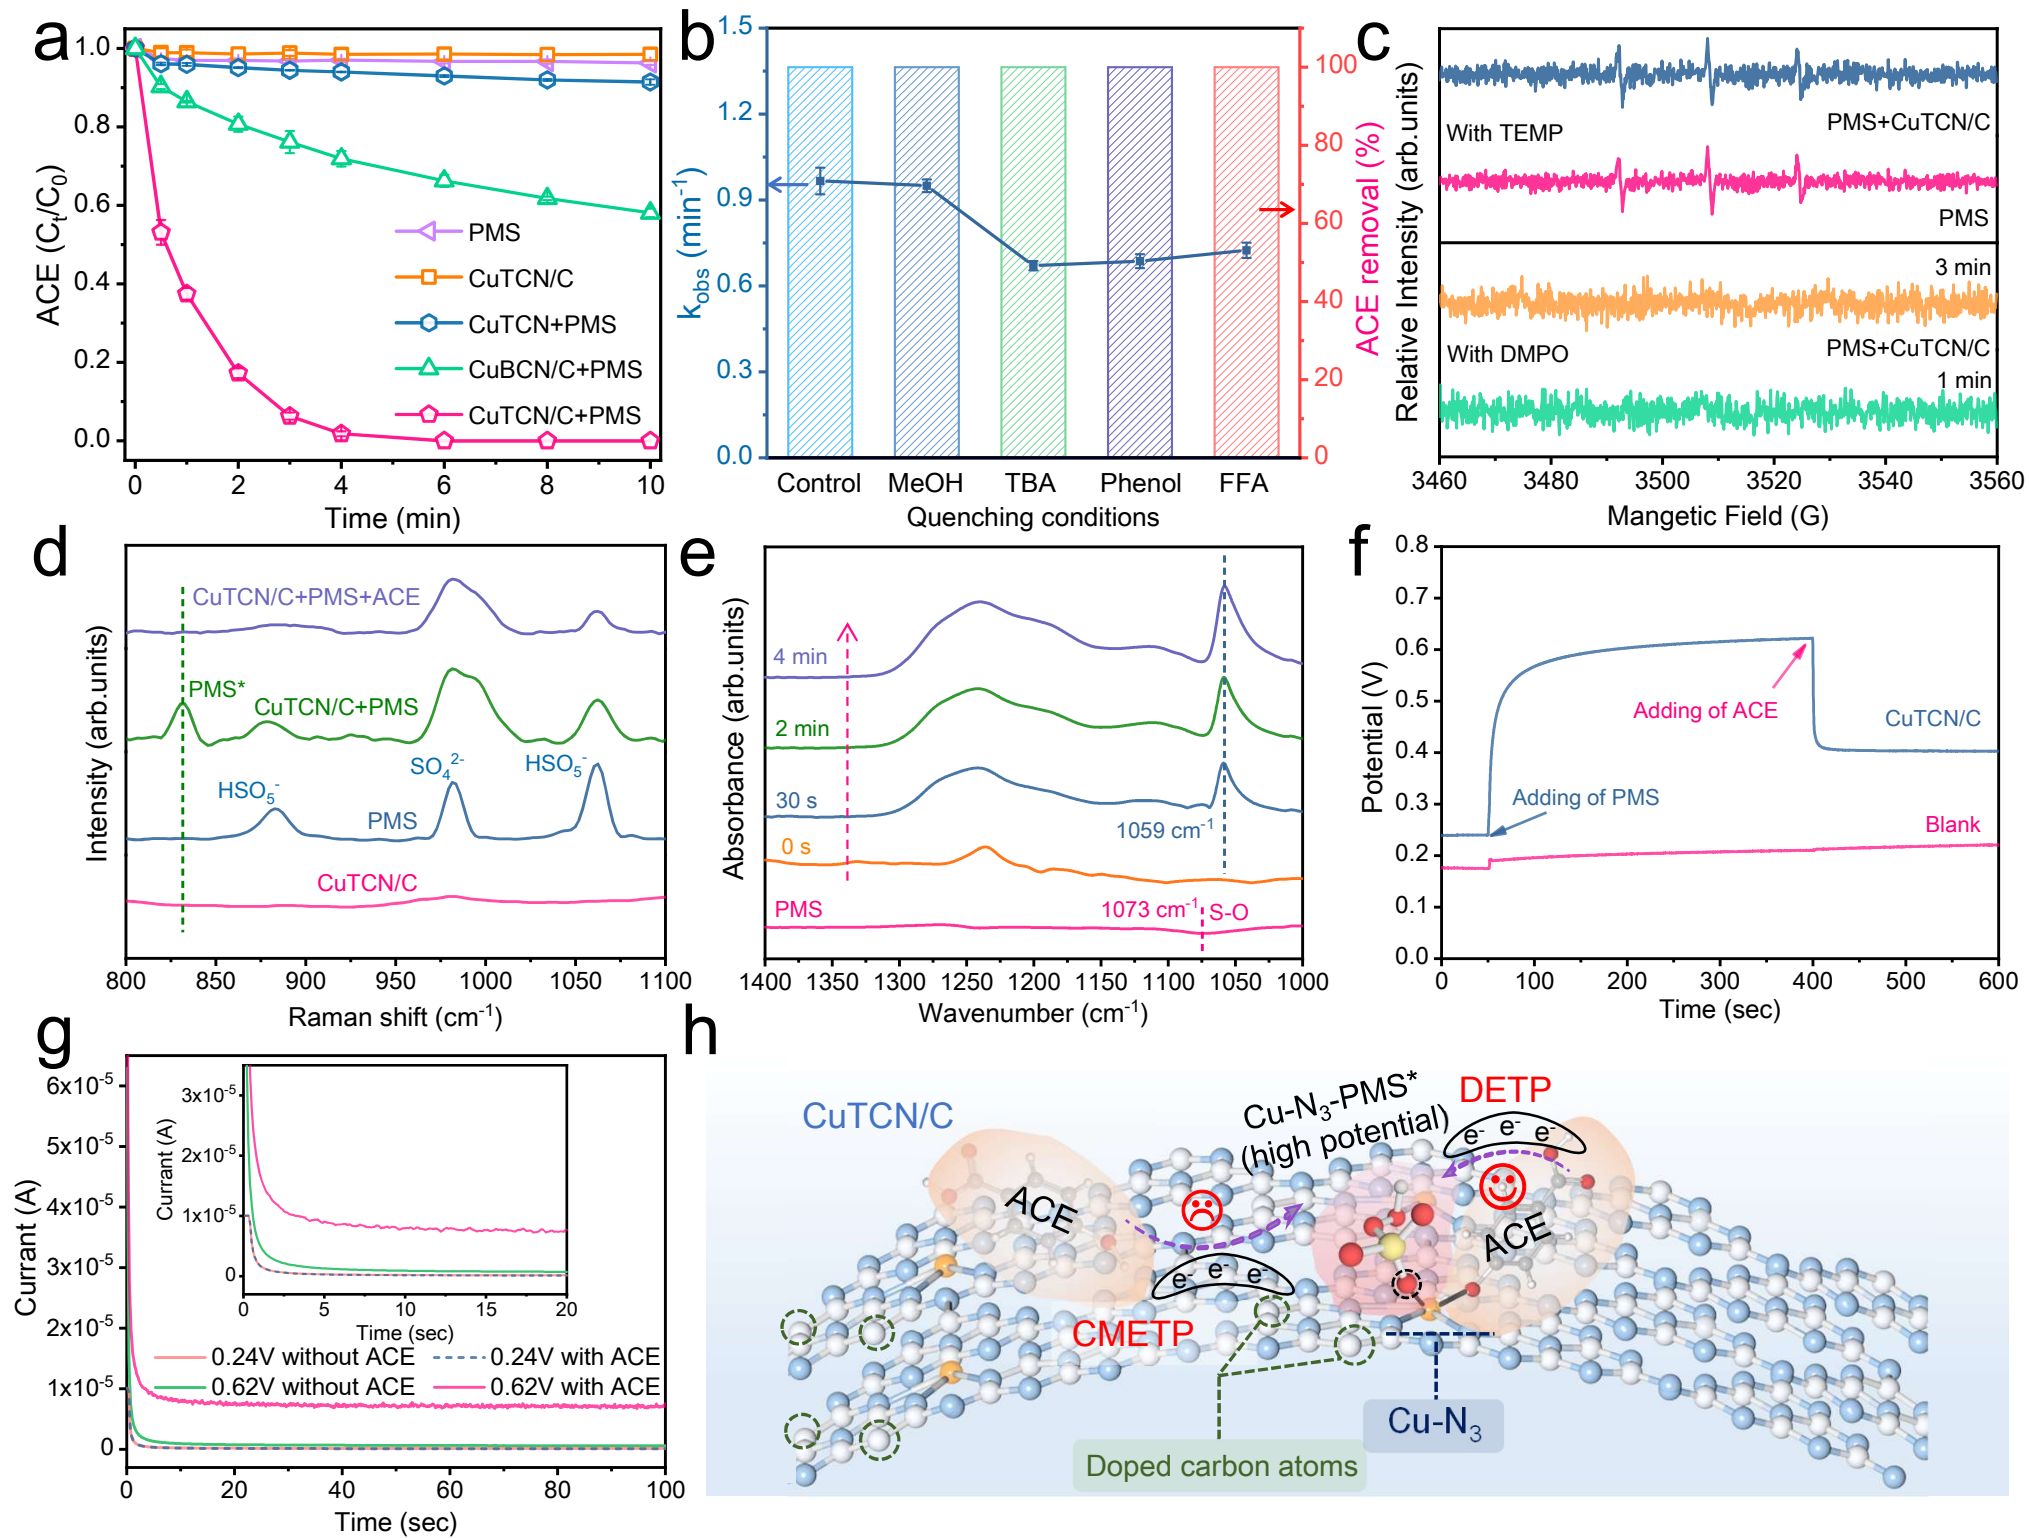 a
1.0
0.8
0.6
0.4
0.2
0.0
ACE (Cₜ/C₀)
PMS
CuTCN/C
CuTCN+PMS
CuBCN/C+PMS
CuTCN/C+PMS
0 2 4 6 8 10
Time (min)
b
1.5
1.2
0.9
0.6
0.3
0.0
k_obs (min⁻¹)
100
80
60
40
20
0
ACE removal (%)
Control MeOH TBA Phenol FFA
Quenching conditions
c
Relative Intensity (arb.units)
With TEMP
PMS+CuTCN/C
PMS
3 min
With DMPO
PMS+CuTCN/C
1 min
3460 3480 3500 3520 3540 3560
Mangetic Field (G)
d
Intensity (arb.units)
CuTCN/C+PMS+ACE
PMS*
CuTCN/C+PMS
HSO₅⁻
SO₄²⁻
HSO₅⁻
PMS
CuTCN/C
800 850 900 950 1000 1050 1100
Raman shift (cm⁻¹)
e
Absorbance (arb.units)
4 min
2 min
30 s
1059 cm⁻¹
0 s
PMS
1073 cm⁻¹
S-O
1400 1350 1300 1250 1200 1150 1100 1050 1000
Wavenumber (cm⁻¹)
f
0.8
0.7
0.6
0.5
0.4
0.3
0.2
0.1
0.0
Potential (V)
Adding of ACE
CuTCN/C
Adding of PMS
Blank
0 100 200 300 400 500 600
Time (sec)
g
6x10⁻⁵
5x10⁻⁵
4x10⁻⁵
3x10⁻⁵
2x10⁻⁵
1x10⁻⁵
0
Currant (A)
3x10⁻⁵
2x10⁻⁵
1x10⁻⁵
0
Currant (A)
0 5 10 15 20
Time (sec)
0.24V without ACE
0.24V with ACE
0.62V without ACE
0.62V with ACE
0 20 40 60 80 100
Time (sec)
h
CuTCN/C
Cu-N₃-PMS*
(high potential)
DETP
e⁻ e⁻ e⁻
ACE
ACE
e⁻ e⁻ e⁻
CMETP
Cu-N₃
Doped carbon atoms